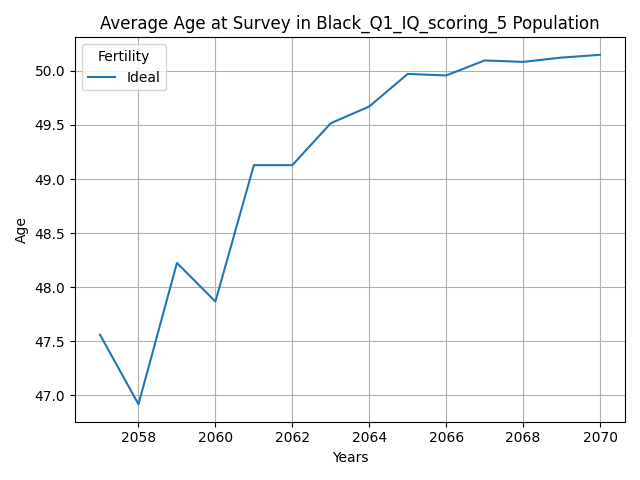 Average Age at Survey in Black_Q1_IQ_scoring_5 Population
Fertility
Ideal
50.0
49.5
49.0
48.5
48.0
47.5
47.0
Age
2058 2060 2062 2064 2066 2068 2070
Years